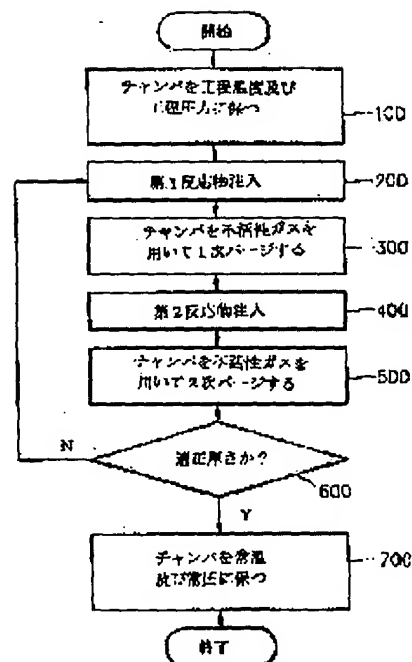 開始
チャンバを工程温度及び
工程圧力に保つ
100
第1反応物注入
200
チャンバを不活性ガスを
用いて1次パージする
300
第2反応物注入
400
チャンバを不活性ガスを
用いて2次パージする
500
適正厚さか?
N
600
Y
チャンバを常温
及び常圧に保つ
700
終了